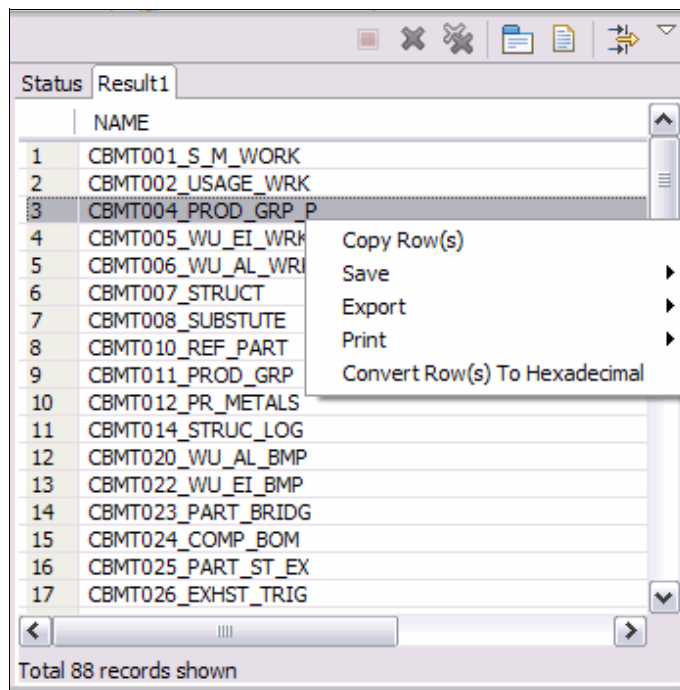 Status Result1
NAME
1 CBMT001_S_M_WORK
2 CBMT002_USAGE_WRK
3 CBMT004_PROD_GRP_P
4 CBMT005_WU_EI_WRK
5 CBMT006_WU_AL_WRK
6 CBMT007_STRUCT
7 CBMT008_SUBSTUTE
8 CBMT010_REF_PART
9 CBMT011_PROD_GRP
10 CBMT012_PR_METALS
11 CBMT014_STRUC_LOG
12 CBMT020_WU_AL_BMP
13 CBMT022_WU_EI_BMP
14 CBMT023_PART_BRIDG
15 CBMT024_COMP_BOM
16 CBMT025_PART_ST_EX
17 CBMT026_EXHST_TRIG
Copy Row(s)
Save
Export
Print
Convert Row(s) To Hexadecimal
Total 88 records shown